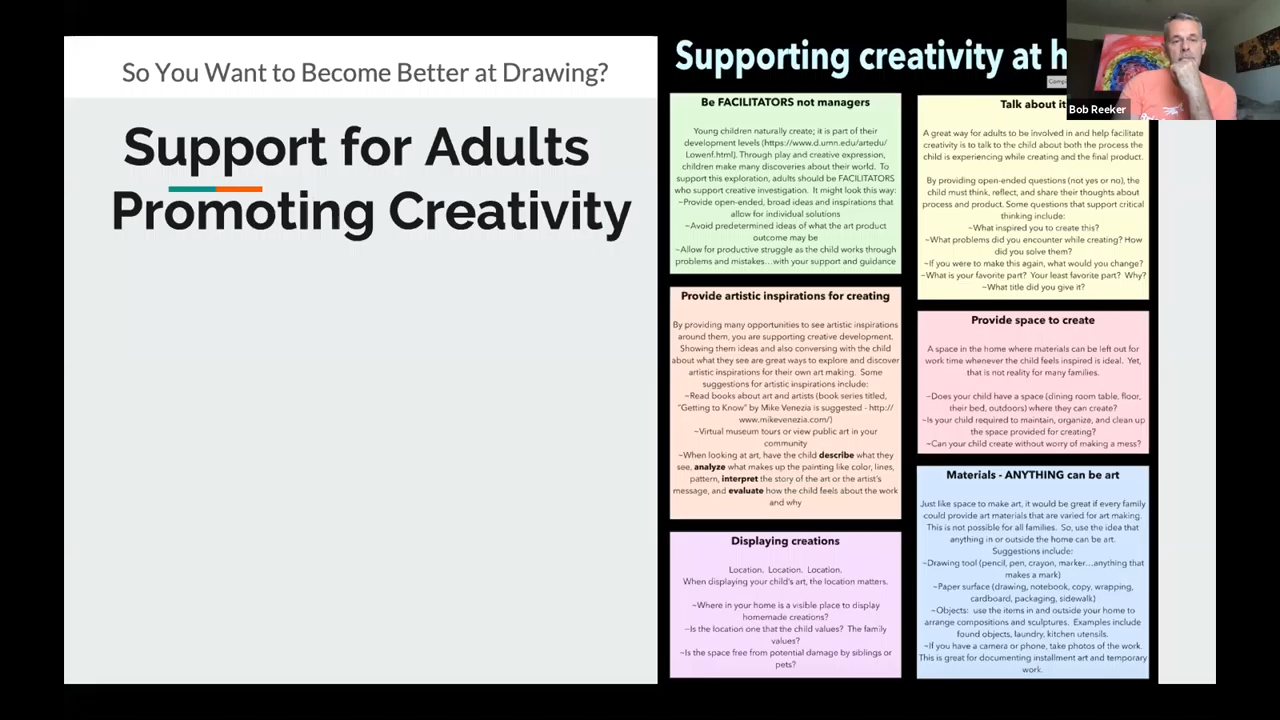 So You Want to Become Better at Drawing?
Support for Adults
Promoting Creativity
Supporting creativity at h
Bob Reeker
Be FACILITATORS not managers
Young children naturally create; it is part of their
development levels (https://www.d.umn.edu/artedu/
Lowenf.html). Through play and creative expression,
children make many discoveries about their world. To
support this exploration, adults should be FACILITATORS
who support creative investigation. It might look this way:
~Provide open-ended, broad ideas and inspirations that
allow for individual solutions
~Avoid predetermined ideas of what the art product
outcome may be
~Allow for productive struggle as the child works through
problems and mistakes...with your support and guidance
Provide artistic inspirations for creating
By providing many opportunities to see artistic inspirations
around them, you are supporting creative development.
Showing them ideas and also conversing with the child
about what they see are great ways to explore and discover
artistic inspirations for their own art making. Some
suggestions for artistic inspirations include:
~Read books about art and artists (book series titled,
"Getting to Know" by Mike Venezia is suggested - http://
www.mikevenezia.com/)
~Virtual museum tours or view public art in your
community
~When looking at art, have the child describe what they
see, analyze what makes up the painting like color, lines,
pattern, interpret the story of the art or the artist's
message, and evaluate how the child feels about the work
and why
Displaying creations
Location. Location. Location.
When displaying your child's art, the location matters.
~Where in your home is a visible place to display
homemade creations?
~Is the location one that the child values? The family
values?
~Is the space free from potential damage by siblings or
pets?
Talk about it
A great way for adults to be involved in and help facilitate
creativity is to talk to the child about both the process the
child is experiencing while creating and the final product.
By providing open-ended questions (not yes or no), the
child must think, reflect, and share their thoughts about
process and product. Some questions that support critical
thinking include:
~What inspired you to create this?
~What problems did you encounter while creating? How
did you solve them?
~If you were to make this again, what would you change?
~What is your favorite part? Your least favorite part? Why?
~What title did you give it?
Provide space to create
A space in the home where materials can be left out for
work time whenever the child feels inspired is ideal. Yet,
that is not reality for many families.
~Does your child have a space (dining room table, floor,
their bed, outdoors) where they can create?
~Is your child required to maintain, organize, and clean up
the space provided for creating?
~Can your child create without worry of making a mess?
Materials - ANYTHING can be art
Just like space to make art, it would be great if every family
could provide art materials that are varied for art making.
This is not possible for all families. So, use the idea that
anything in or outside the home can be art.
Suggestions include:
~Drawing tool (pencil, pen, crayon, marker...anything that
makes a mark)
~Paper surface (drawing, notebook, copy, wrapping,
cardboard, packaging, sidewalk)
~Objects: use the items in and outside your home to
arrange compositions and sculptures. Examples include
found objects, laundry, kitchen utensils.
~If you have a camera or phone, take photos of the work.
This is great for documenting installment art and temporary
work.